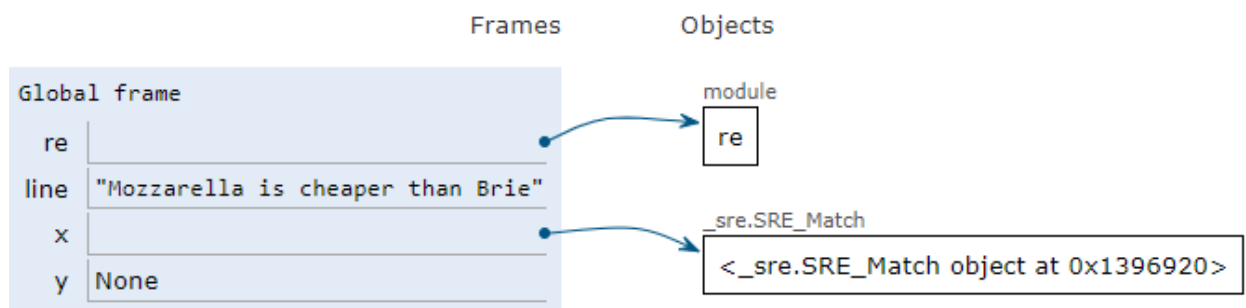 Frames Objects
Global frame
module
re
re
line "Mozzarella is cheaper than Brie"
x
_sre.SRE_Match
<_sre.SRE_Match object at 0x1396920>
y None